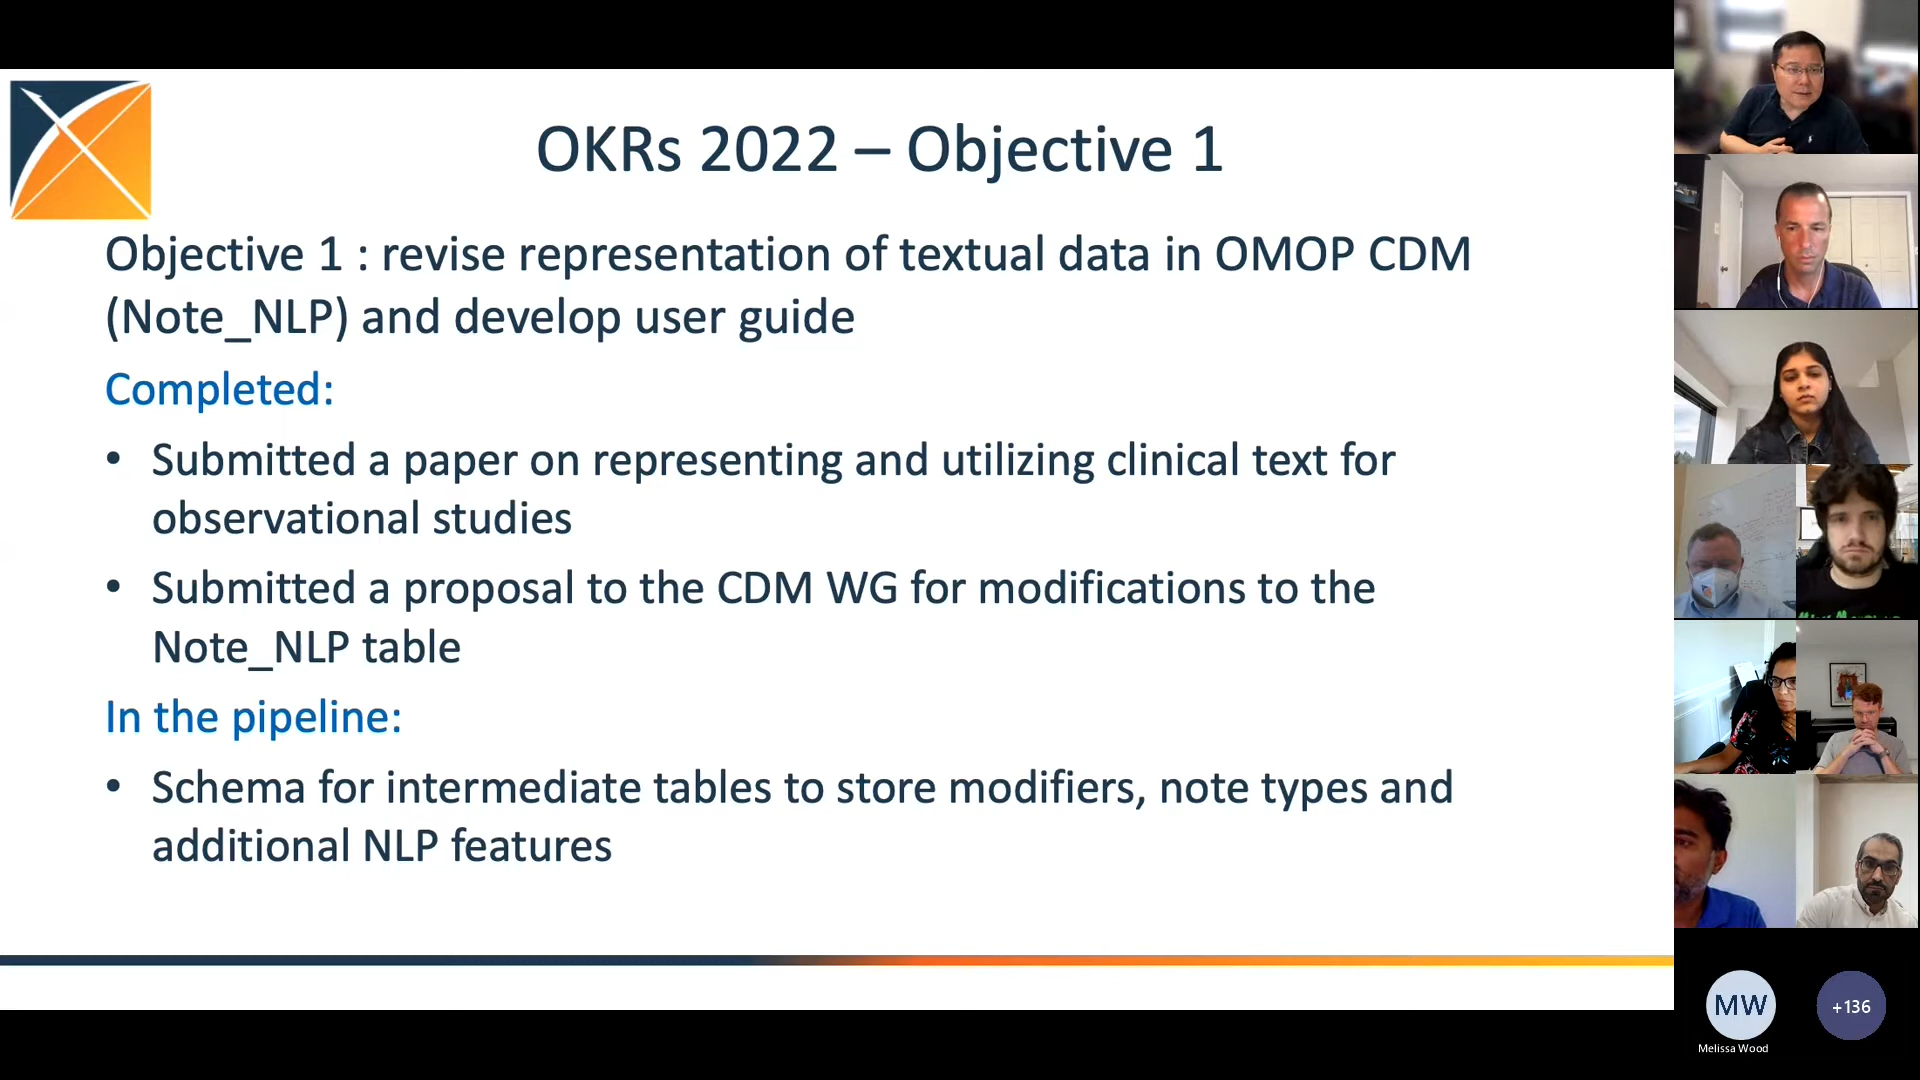 OKRs 2022 – Objective 1
Objective 1 : revise representation of textual data in OMOP CDM
(Note_NLP) and develop user guide
Completed:
• Submitted a paper on representing and utilizing clinical text for
observational studies
• Submitted a proposal to the CDM WG for modifications to the
Note_NLP table
In the pipeline:
• Schema for intermediate tables to store modifiers, note types and
additional NLP features
MW
+136
Melissa Wood